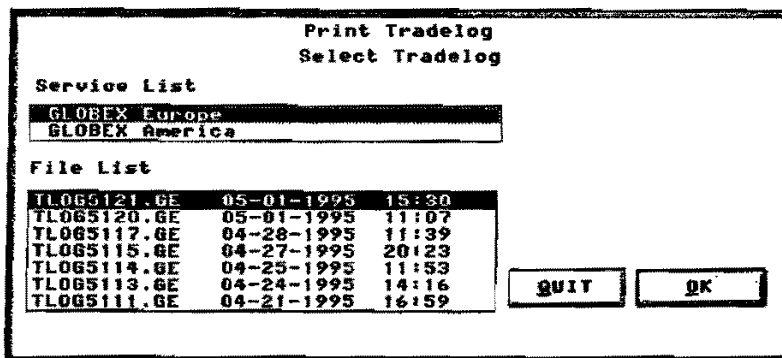 Print Tradelog
Select Tradelog
Service List
GLOBEX Europe
GLOBEX America
File List
TLOG5121.GE 05-01-1995 15:30
TLOG5120.GE 05-01-1995 11:07
TLOG5117.GE 04-28-1995 11:39
TLOG5115.GE 04-27-1995 20:23
TLOG5114.GE 04-25-1995 11:53
TLOG5113.GE 04-24-1995 14:16
TLOG5111.GE 04-21-1995 16:59
QUIT OK